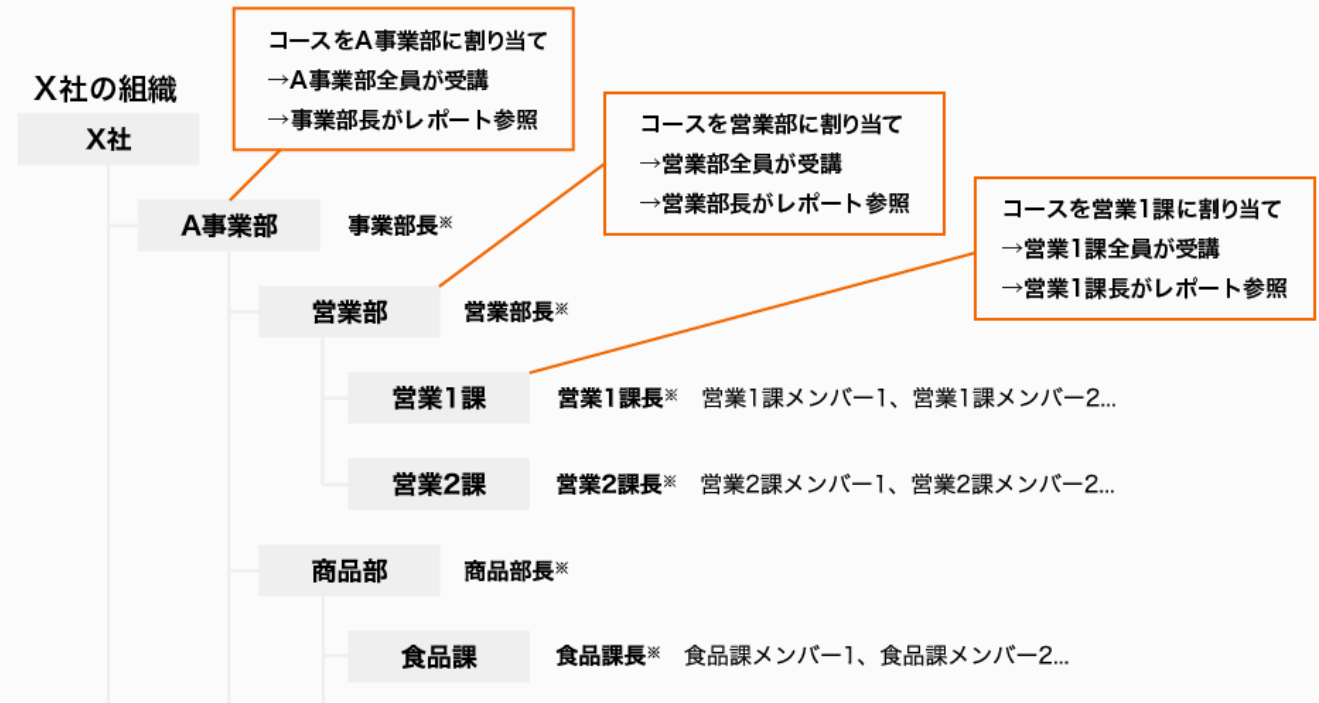 コースをA事業部に割り当て
→A事業部全員が受講
→事業部長がレポート参照
X社の組織
X社
コースを営業部に割り当て
→営業部全員が受講
→営業部長がレポート参照
コースを営業1課に割り当て
→営業1課全員が受講
→営業1課長がレポート参照
A事業部 事業部長※
営業部 営業部長※
営業1課 営業1課長※ 営業1課メンバー1、営業1課メンバー2...
営業2課 営業2課長※ 営業2課メンバー1、営業2課メンバー2...
商品部 商品部長※
食品課 食品課長※ 食品課メンバー1、食品課メンバー2...